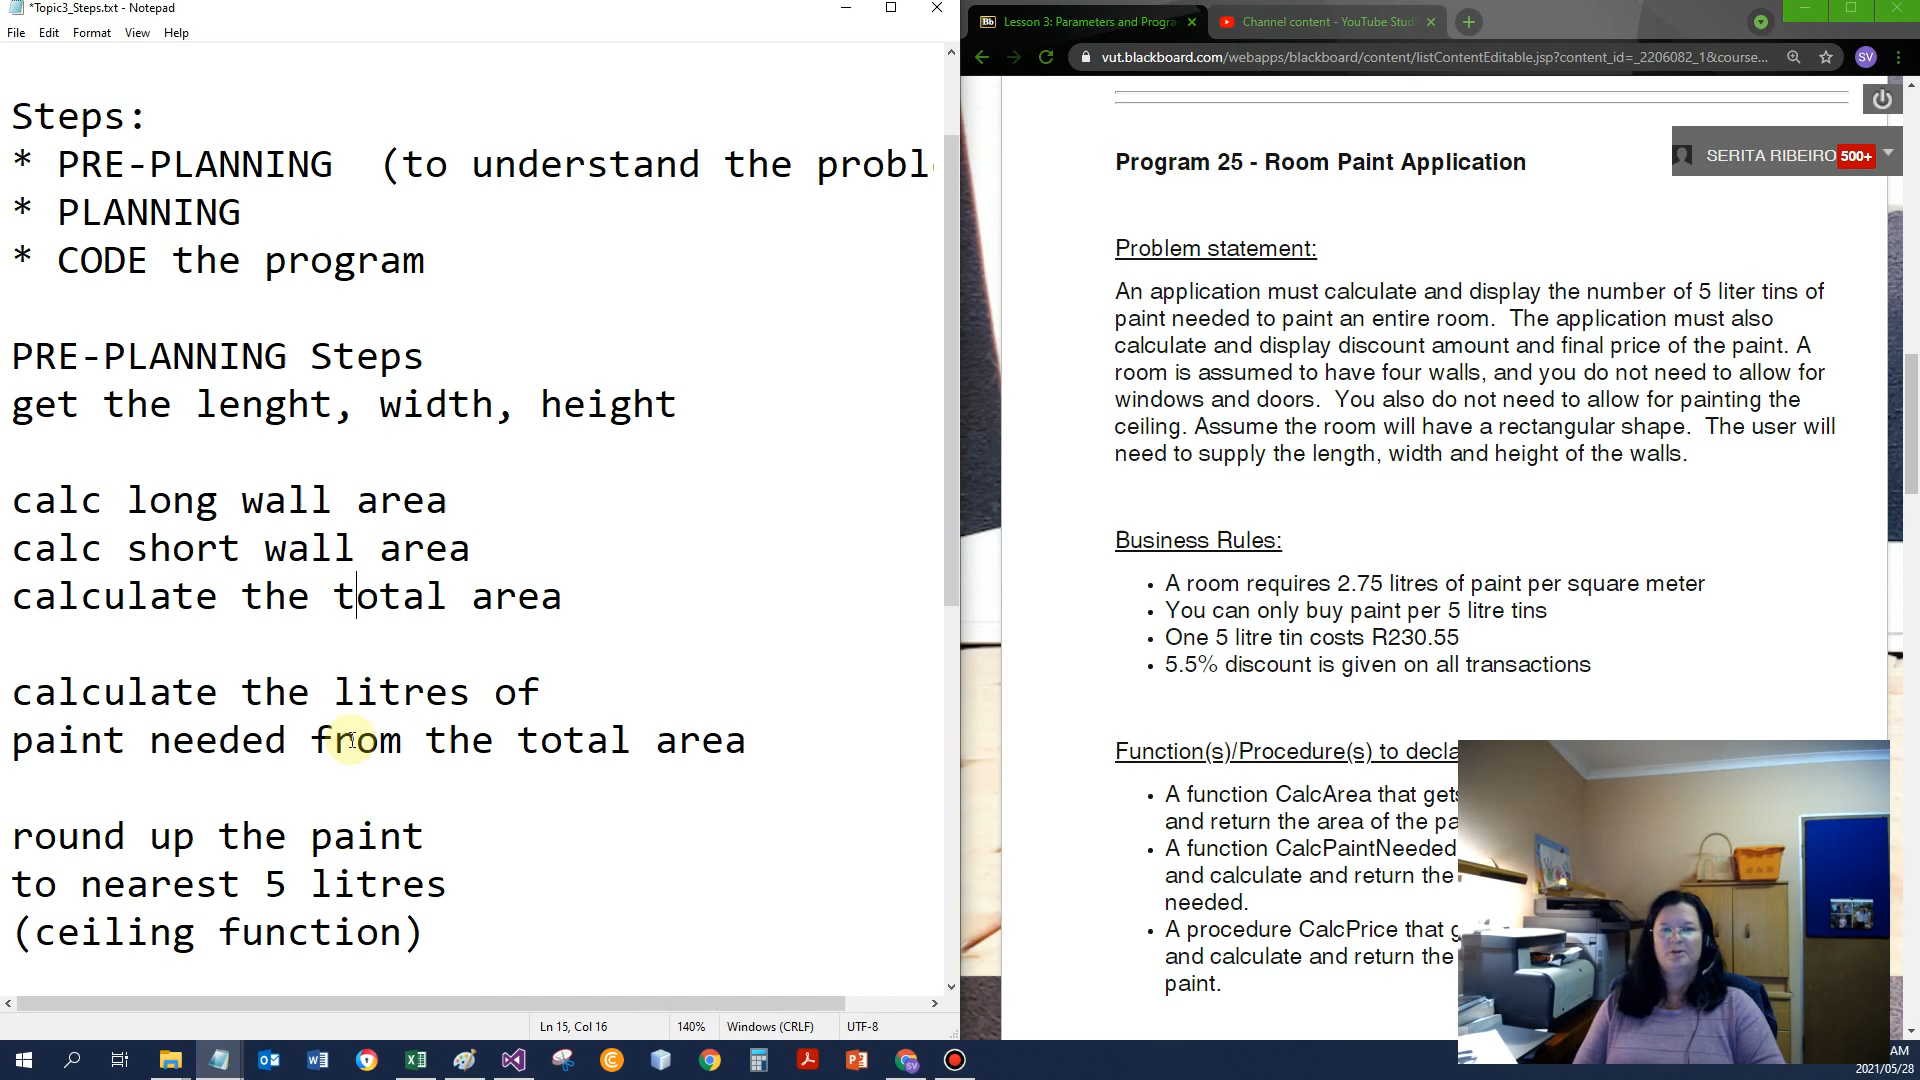 *Topic3_Steps.txt - Notepad
File Edit Format View Help
Steps:
* PRE-PLANNING  (to understand the probl
* PLANNING
* CODE the program
PRE-PLANNING Steps
get the lenght, width, height
calc long wall area
calc short wall area
calculate the total area
calculate the litres of
paint needed from the total area
round up the paint
to nearest 5 litres
(ceiling function)
Ln 15, Col 16
140%
Windows (CRLF)
UTF-8
Bb Lesson 3: Parameters and Progra
Channel content - YouTube Stud
vut.blackboard.com/webapps/blackboard/content/listContentEditable.jsp?content_id=_2206082_1&course...
SV
SERITA RIBEIRO 500+
Program 25 - Room Paint Application
Problem statement:
An application must calculate and display the number of 5 liter tins of
paint needed to paint an entire room.  The application must also
calculate and display discount amount and final price of the paint. A
room is assumed to have four walls, and you do not need to allow for
windows and doors.  You also do not need to allow for painting the
ceiling. Assume the room will have a rectangular shape.  The user will
need to supply the length, width and height of the walls.
Business Rules:
• A room requires 2.75 litres of paint per square meter
• You can only buy paint per 5 litre tins
• One 5 litre tin costs R230.55
• 5.5% discount is given on all transactions
Function(s)/Procedure(s) to decla
• A function CalcArea that gets
and return the area of the pa
• A function CalcPaintNeeded
and calculate and return the
needed.
• A procedure CalcPrice that g
and calculate and return the
paint.
AM
2021/05/28